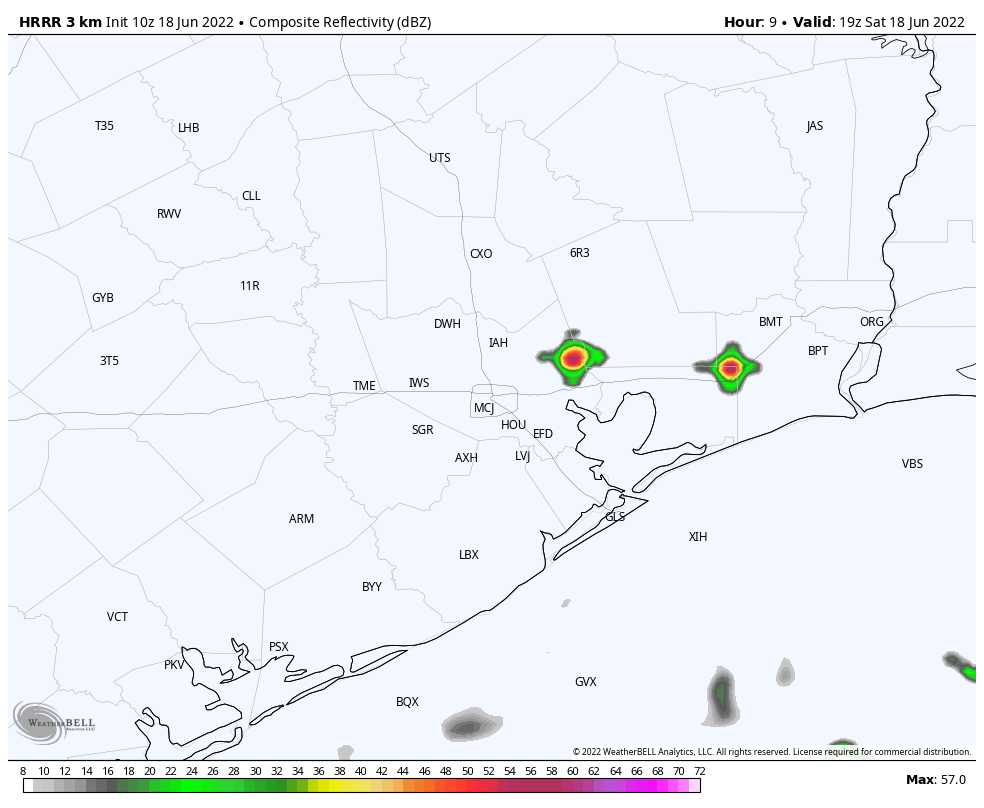 HRRR 3 km Init 10z 18 Jun 2022 • Composite Reflectivity (dBZ) Hour: 9 • Valid: 19z Sat 18 Jun 2022
T35 LHB JAS
UTS
CLL
RWV
CXO 6R3
11R
GYB
DWH BMT ORG
IAH BPT
3T5
TME IWS
MCJ
SGR HOU EFD
AXH LVJ VBS
ARM GLS
XIH
LBX
BYY
VCT
PSX
PKV
GVX
BQX
WEATHERBELL
ANALYTICS LLC
© 2022 WeatherBELL Analytics, LLC. All rights reserved. License required for commercial distribution.
8 10 12 14 16 18 20 22 24 26 28 30 32 34 36 38 40 42 44 46 48 50 52 54 56 58 60 62 64 66 68 70 72 Max: 57.0